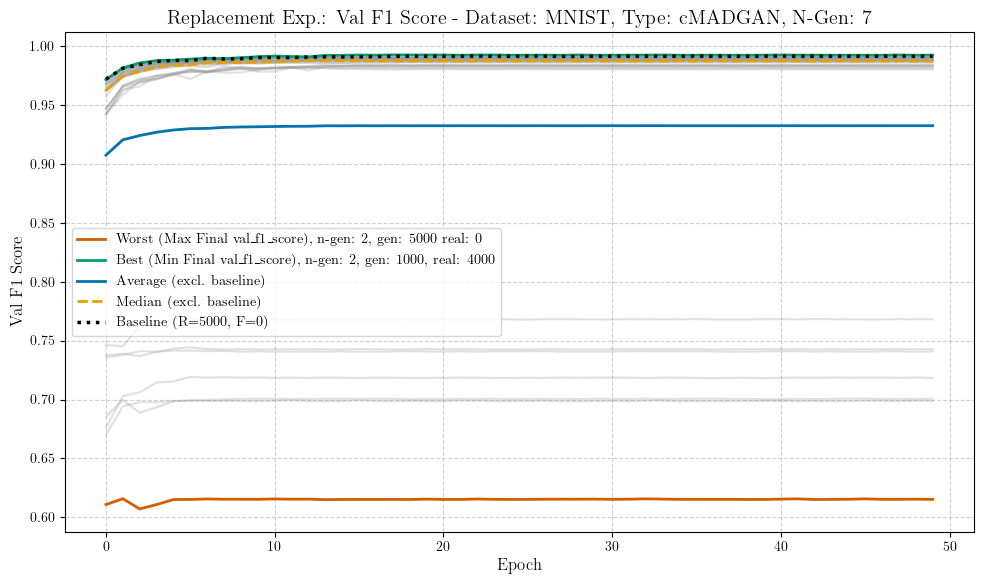 Replacement Exp.: Val F1 Score - Dataset: MNIST, Type: cMADGAN, N-Gen: 7
1.00
0.95
0.90
0.85
0.80
0.75
0.70
0.65
0.60
Val F1 Score
Worst (Max Final val_f1_score), n-gen: 2, gen: 5000 real: 0
Best (Min Final val_f1_score), n-gen: 2, gen: 1000, real: 4000
Average (excl. baseline)
Median (excl. baseline)
Baseline (R=5000, F=0)
0 10 20 30 40 50
Epoch